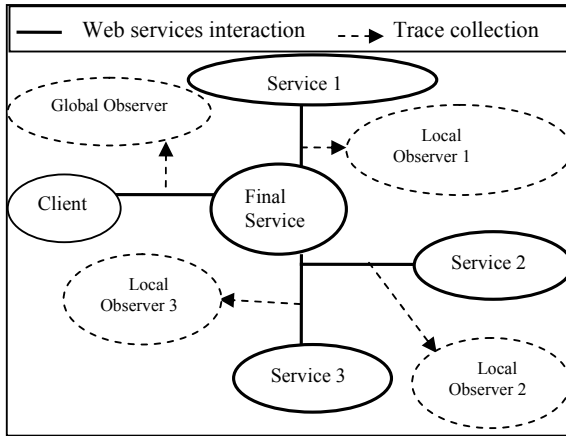 Web services interaction
Trace collection
Service 1
Global Observer
Local
Observer 1
Client
Final
Service
Service 2
Local
Observer 3
Service 3
Local
Observer 2